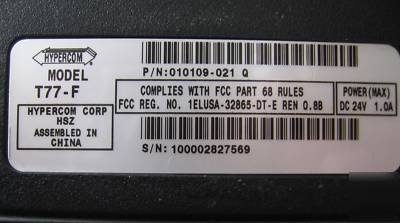 HYPERCOM
MODEL
T77-F
HYPERCOM CORP
HSZ
ASSEMBLED IN
CHINA
P/N:010109-021 Q
COMPLIES WITH FCC PART 68 RULES
FCC REG. NO. 1ELUSA-32865-DT-E REN 0.8B
POWER(MAX)
DC 24V 1.0A
S/N: 100002827569